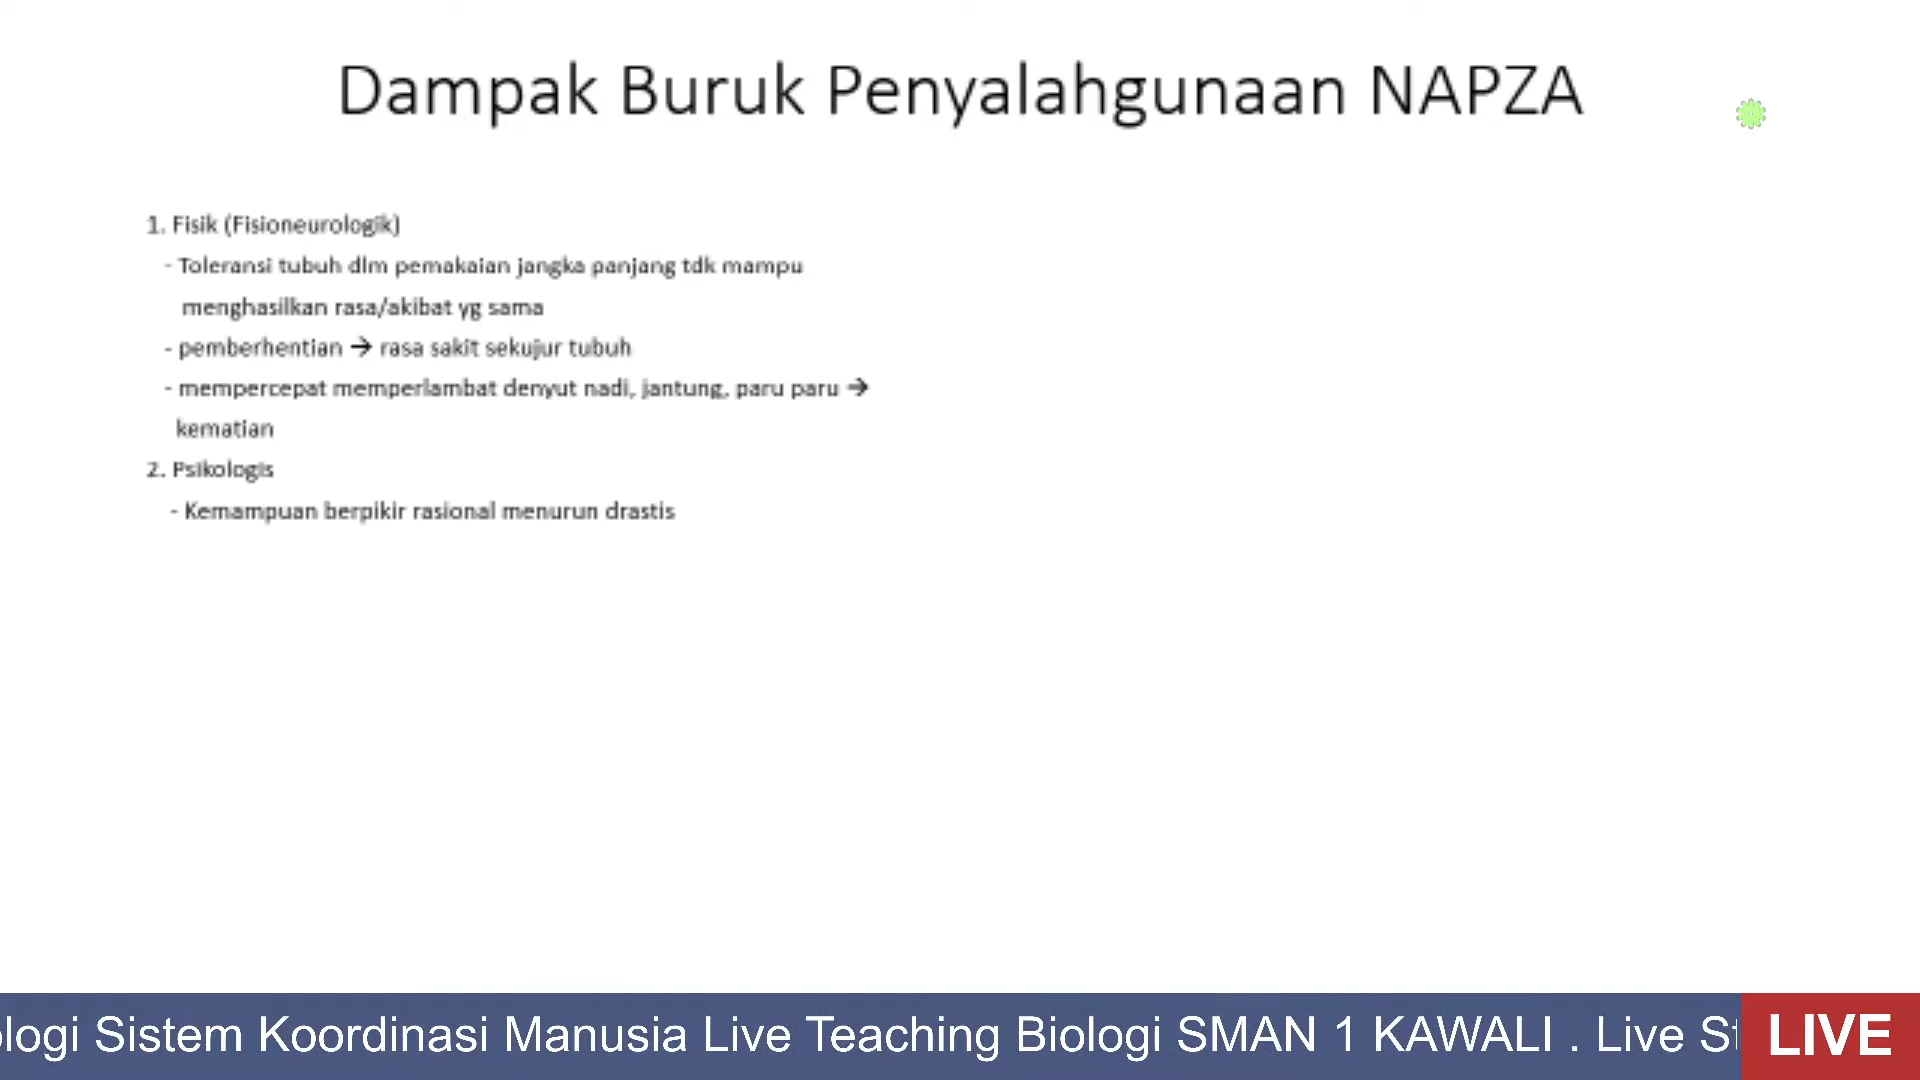 Dampak Buruk Penyalahgunaan NAPZA
1. Fisik (Fisioneurologik)
- Toleransi tubuh dlm pemakaian jangka panjang tdk mampu
menghasilkan rasa/akibat yg sama
- pemberhentian → rasa sakit sekujur tubuh
- mempercepat memperlambat denyut nadi, jantung, paru paru →
kematian
2. Psikologis
- Kemampuan berpikir rasional menurun drastis
ologi Sistem Koordinasi Manusia Live Teaching Biologi SMAN 1 KAWALI . Live St
LIVE